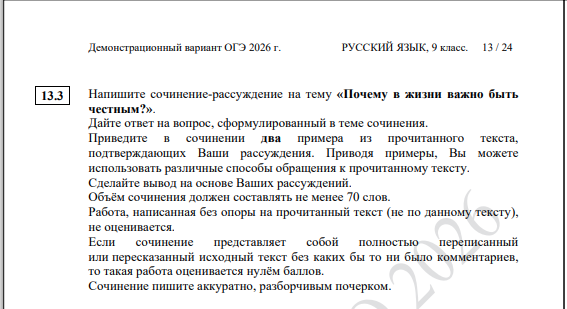 Демонстрационный вариант ОГЭ 2026 г. РУССКИЙ ЯЗЫК, 9 класс. 13 / 24
13.3 Напишите сочинение-рассуждение на тему «Почему в жизни важно быть
честным?».
Дайте ответ на вопрос, сформулированный в теме сочинения.
Приведите в сочинении два примера из прочитанного текста,
подтверждающих Ваши рассуждения. Приводя примеры, Вы можете
использовать различные способы обращения к прочитанному тексту.
Сделайте вывод на основе Ваших рассуждений.
Объём сочинения должен составлять не менее 70 слов.
Работа, написанная без опоры на прочитанный текст (не по данному тексту),
не оценивается.
Если сочинение представляет собой полностью переписанный
или пересказанный исходный текст без каких бы то ни было комментариев,
то такая работа оценивается нулём баллов.
Сочинение пишите аккуратно, разборчивым почерком.
2026